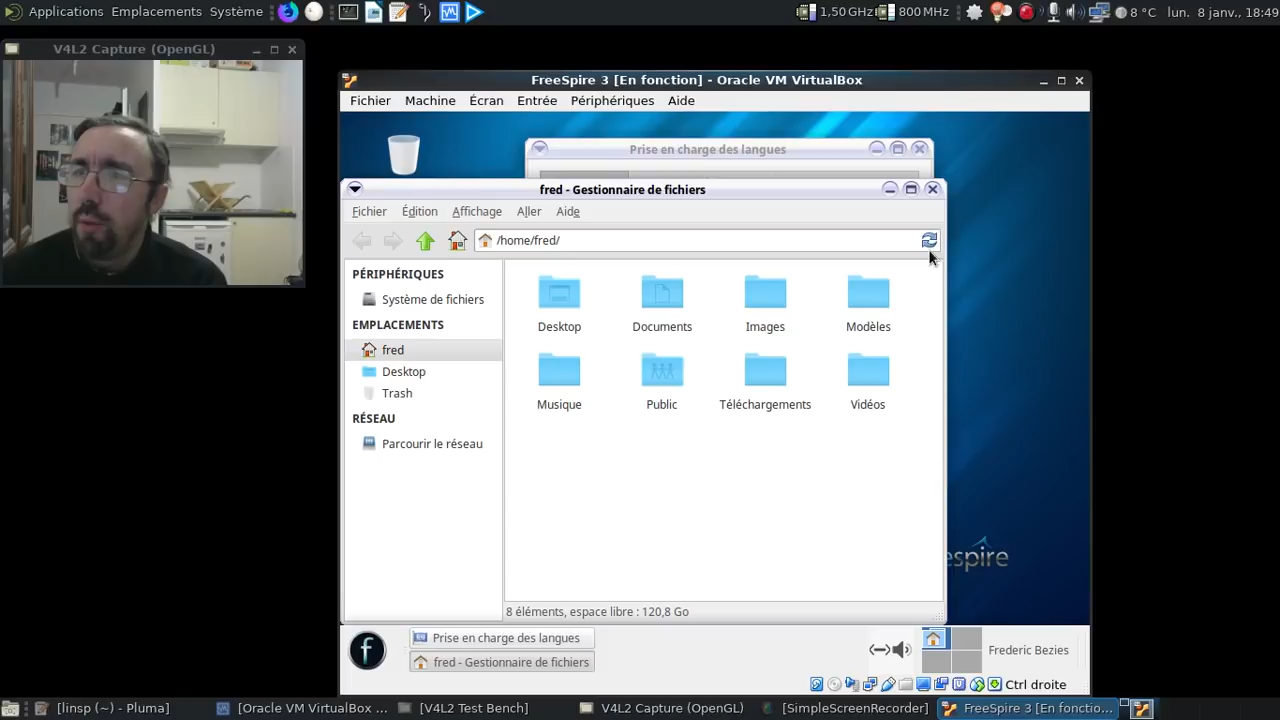 Applications Emplacements Système
1,50 GHz 800 MHz 8 °C lun. 8 janv., 18:49
V4L2 Capture (OpenGL)
FreeSpire 3 [En fonction] - Oracle VM VirtualBox
Fichier Machine Écran Entrée Périphériques Aide
Prise en charge des langues
fred - Gestionnaire de fichiers
Fichier Édition Affichage Aller Aide
/home/fred/
PÉRIPHÉRIQUES
Système de fichiers
EMPLACEMENTS
fred
Desktop
Trash
RÉSEAU
Parcourir le réseau
Desktop Documents Images Modèles
Musique Public Téléchargements Vidéos
8 éléments, espace libre : 120,8 Go
espire
f
Prise en charge des langues
fred - Gestionnaire de fichiers
Frederic Bezies
Ctrl droite
[linsp (~) - Pluma] [Oracle VM VirtualBox ... [V4L2 Test Bench] V4L2 Capture (OpenGL) [SimpleScreenRecorder] FreeSpire 3 [En fonctio...